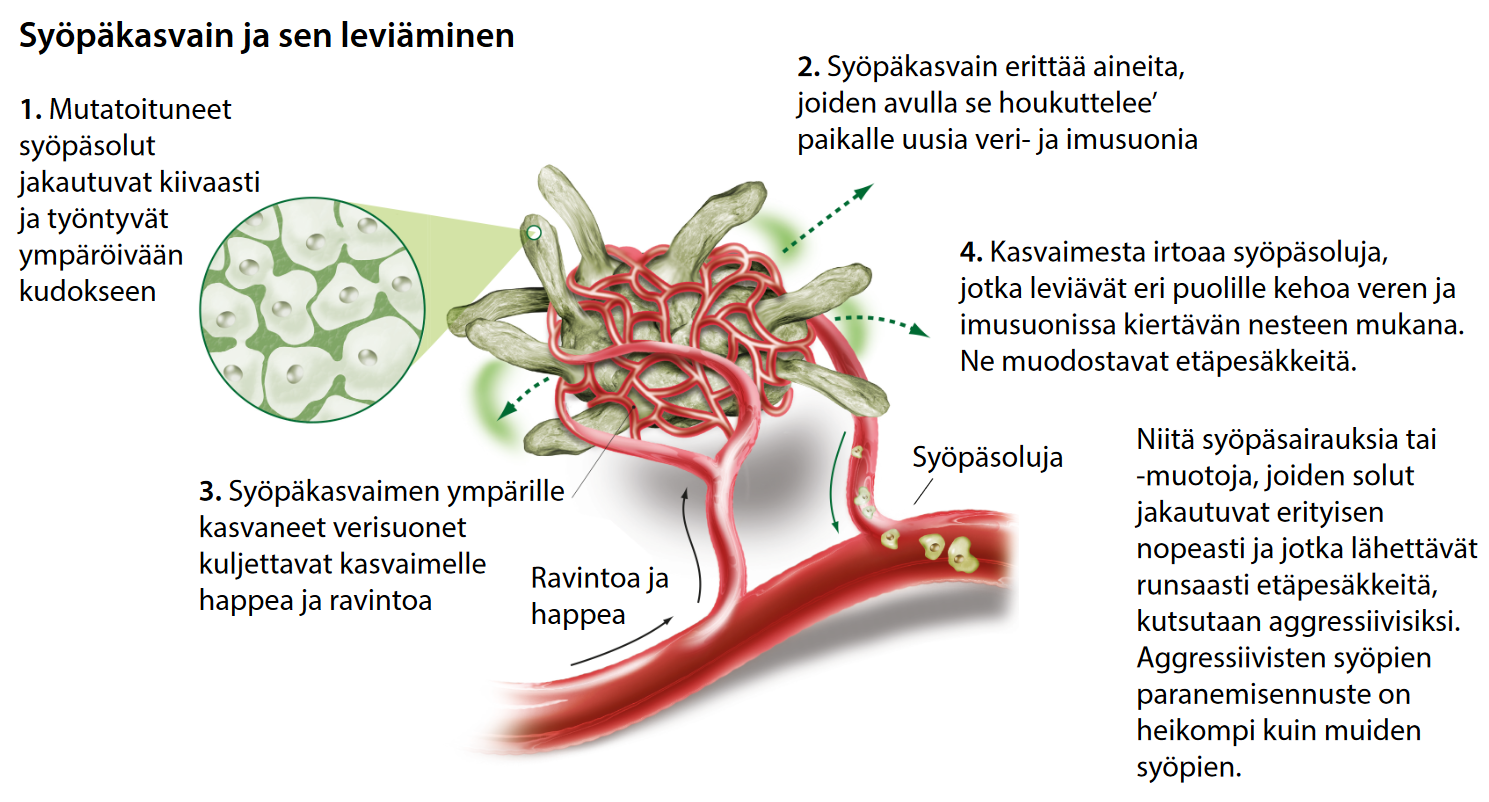 Syöpäkasvain ja sen leviäminen
1. Mutatoituneet
syöpäsolut
jakautuvat kiivaasti
ja työntyvät
ympäröivään
kudokseen
2. Syöpäkasvain erittää aineita,
joiden avulla se houkuttelee’
paikalle uusia veri- ja imusuonia
3. Syöpäkasvaimen ympärille
kasvaneet verisuonet
kuljettavat kasvaimelle
happea ja ravintoa
Ravintoa ja
happea
4. Kasvaimesta irtoaa syöpäsoluja,
jotka leviävät eri puolille kehoa veren ja
imusuonissa kiertävän nesteen mukana.
Ne muodostavat etäpesäkkeitä.
Syöpäsoluja
Niitä syöpäsairauksia tai
-muotoja, joiden solut
jakautuvat erityisen
nopeasti ja jotka lähettävät
runsaasti etäpesäkkeitä,
kutsutaan aggressiivisiksi.
Aggressiivisten syöpien
paranemisennuste on
heikompi kuin muiden
syöpien.